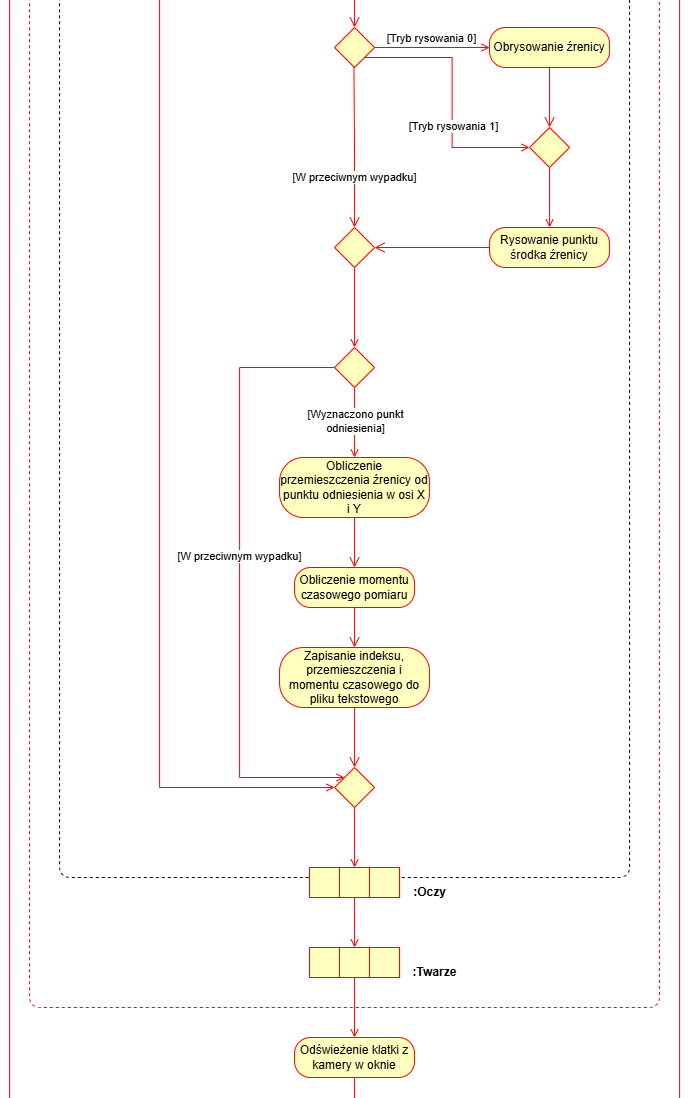 [Tryb rysowania 0]
Obrysowanie źrenicy
[Tryb rysowania 1]
[W przeciwnym wypadku]
Rysowanie punktu
środka źrenicy
[Wyznaczono punkt
odniesienia]
Obliczenie
przemieszczenia źrenicy od
punktu odniesienia w osi X
i Y
[W przeciwnym wypadku]
Obliczenie momentu
czasowego pomiaru
Zapisanie indeksu,
przemieszczenia i
momentu czasowego do
pliku tekstowego
:Oczy
:Twarze
Odświeżenie klatki z
kamery w oknie